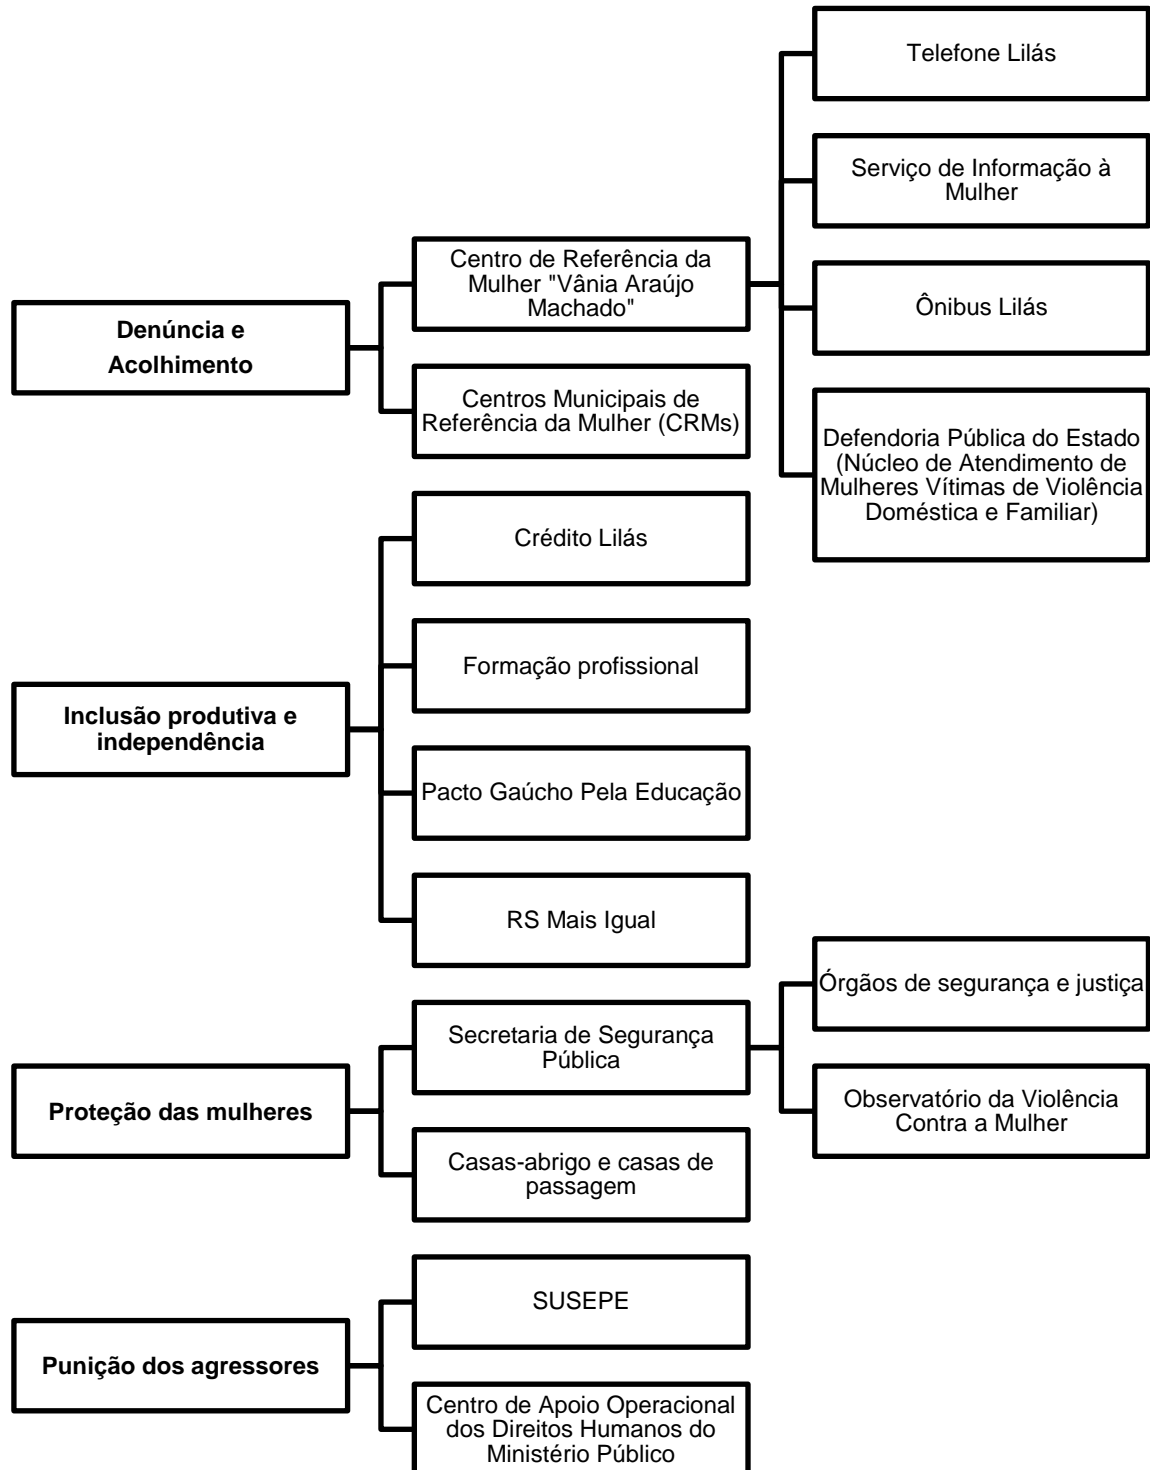 Denúncia e
Acolhimento
Centro de Referência da
Mulher "Vânia Araújo
Machado"
Telefone Lilás
Serviço de Informação à
Mulher
Ônibus Lilás
Defendoria Pública do Estado
(Núcleo de Atendimento de
Mulheres Vítimas de Violência
Doméstica e Familiar)
Centros Municipais de
Referência da Mulher (CRMs)
Inclusão produtiva e
independência
Crédito Lilás
Formação profissional
Pacto Gaúcho Pela Educação
RS Mais Igual
Proteção das mulheres
Secretaria de Segurança
Pública
Órgãos de segurança e justiça
Observatório da Violência
Contra a Mulher
Casas-abrigo e casas de
passagem
Punição dos agressores
SUSEPE
Centro de Apoio Operacional
dos Direitos Humanos do
Ministério Público